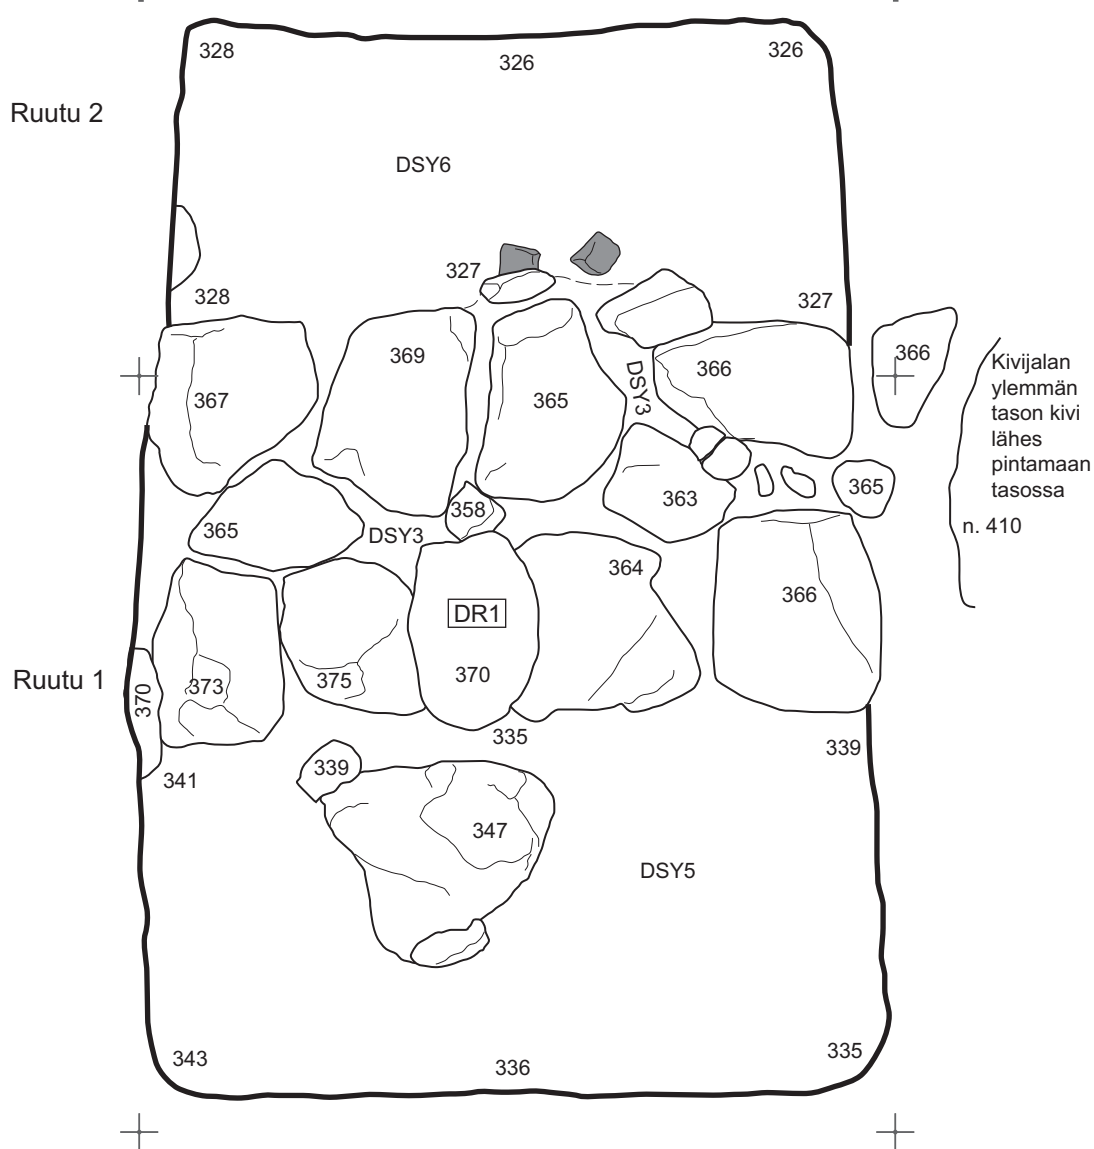 328
326
326
Ruutu 2
DSY6
327
328
327
369
366
366
367
365
DSY3
Kivijalan
ylemmän
tason kivi
lähes
pintamaan
tasossa
n. 410
358
363
365
365
DSY3
364
366
DR1
370
Ruutu 1
370
373
375
335
339
341
339
347
DSY5
343
336
335